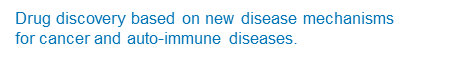 Drug discovery based on new disease mechanisms
for cancer and auto-immune diseases.